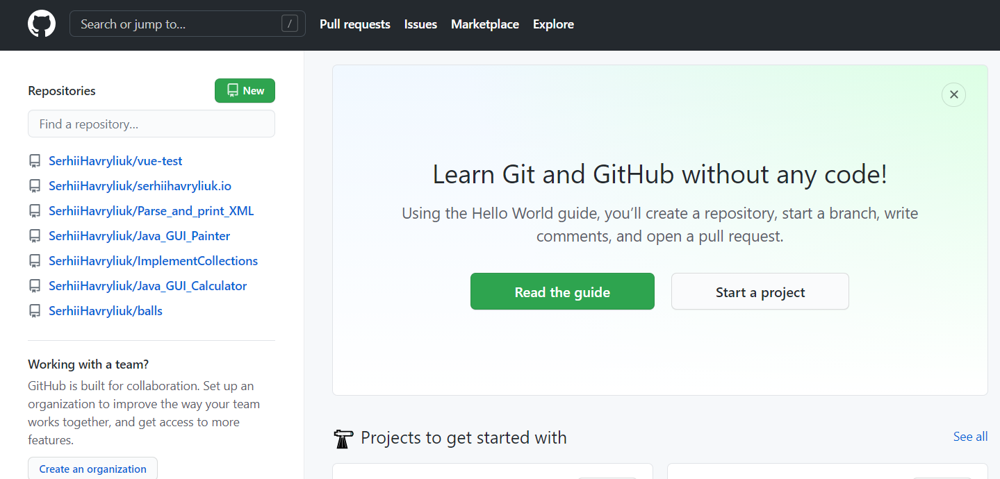 Search or jump to...
/
Pull requests
Issues
Marketplace
Explore
Repositories
New
Find a repository...
SerhiiHavryliuk/vue-test
SerhiiHavryliuk/serhiihavryliuk.io
SerhiiHavryliuk/Parse_and_print_XML
SerhiiHavryliuk/Java_GUI_Painter
SerhiiHavryliuk/ImplementCollections
SerhiiHavryliuk/Java_GUI_Calculator
SerhiiHavryliuk/balls
Working with a team?
GitHub is built for collaboration. Set up an
organization to improve the way your team
works together, and get access to more
features.
Create an organization
Learn Git and GitHub without any code!
Using the Hello World guide, you’ll create a repository, start a branch, write
comments, and open a pull request.
Read the guide
Start a project
Projects to get started with
See all